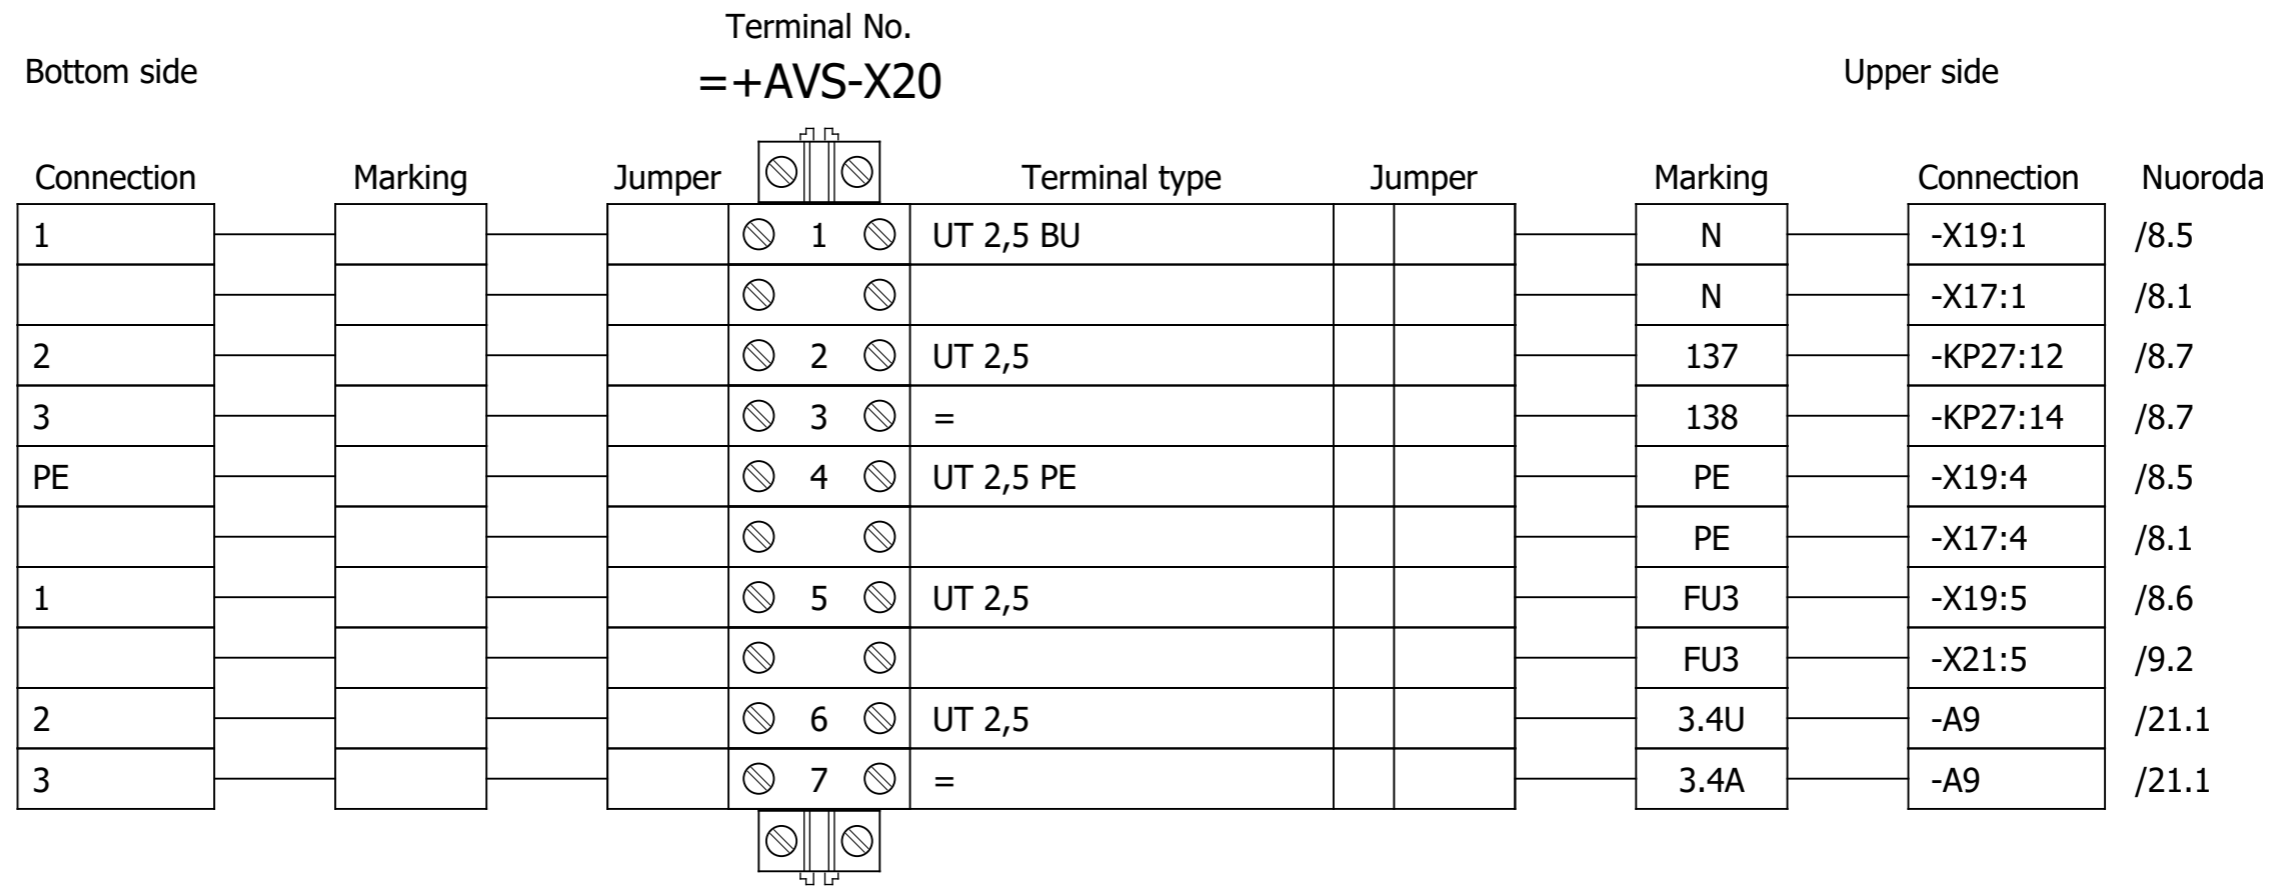 Terminal No.
Bottom side =+AVS-X20 Upper side
Connection Marking Jumper Terminal type Jumper Marking Connection Nuoroda
1 1 UT 2,5 BU N -X19:1 /8.5
N -X17:1 /8.1
2 2 UT 2,5 137 -KP27:12 /8.7
3 3 = 138 -KP27:14 /8.7
PE 4 UT 2,5 PE PE -X19:4 /8.5
PE -X17:4 /8.1
1 5 UT 2,5 FU3 -X19:5 /8.6
FU3 -X21:5 /9.2
2 6 UT 2,5 3.4U -A9 /21.1
3 7 = 3.4A -A9 /21.1